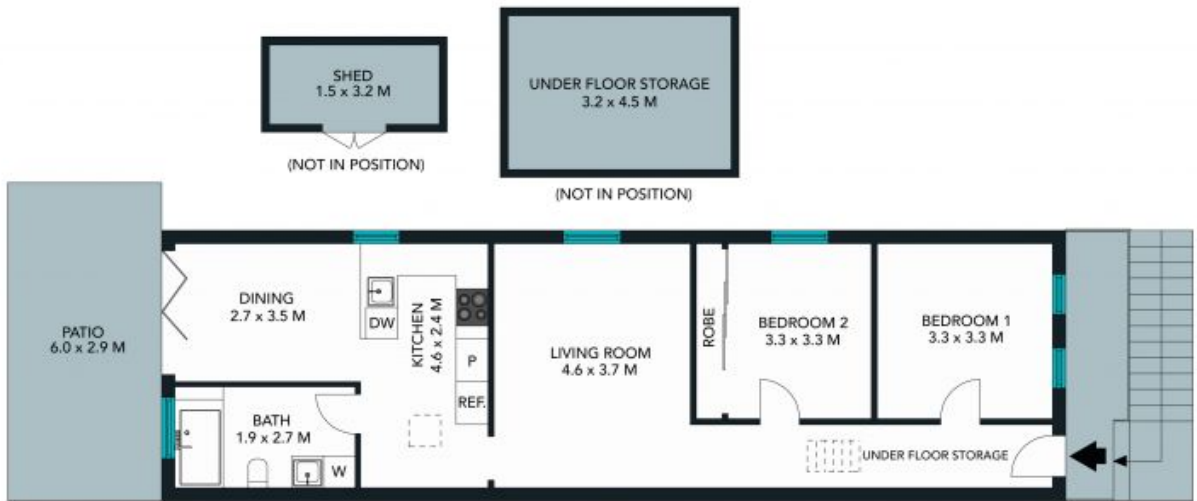 SHED
1.5 x 3.2 M
(NOT IN POSITION)
UNDER FLOOR STORAGE
3.2 x 4.5 M
(NOT IN POSITION)
PATIO
6.0 x 2.9 M
DINING
2.7 x 3.5 M
DW
KITCHEN
4.6 x 2.4 M
P
REF.
BATH
1.9 x 2.7 M
W
LIVING ROOM
4.6 x 3.7 M
ROBE
BEDROOM 2
3.3 x 3.3 M
BEDROOM 1
3.3 x 3.3 M
UNDER FLOOR STORAGE